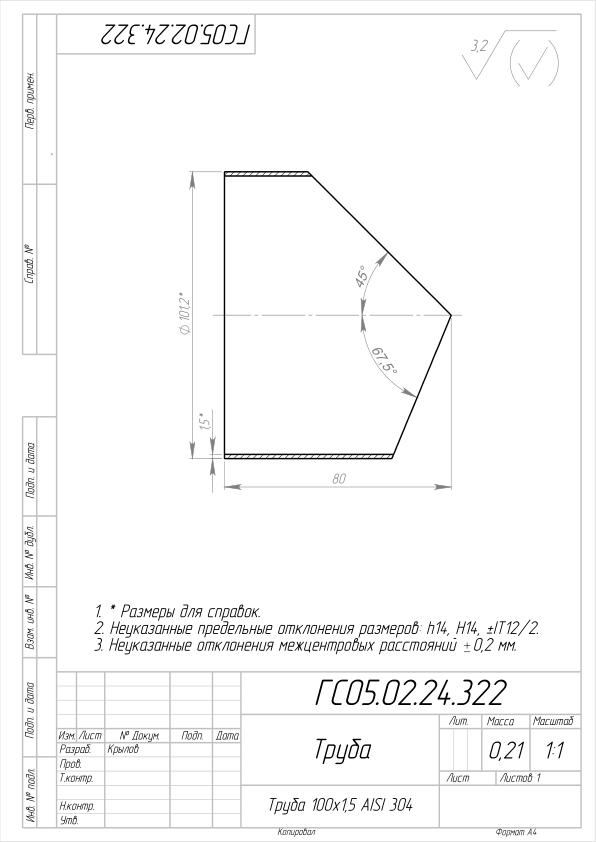 ГС05.02.24.322
3,2
Перв. примен.
Справ. №
45°
67,5°
Ф 101,2*
1,5*
80
Подп. и дата
Инв. № дубл.
Взам. инв. №
Подп. и дата
Инв. № подл.
1. * Размеры для справок.
2. Неуказанные предельные отклонения размеров: h14, H14, ±IT12/2.
3. Неуказанные отклонения межцентровых расстояний ±0,2 мм.
ГС05.02.24.322
Изм. Лист № Докум. Подп. Дата
Разраб. Крылов
Пров.
Т.контр.
Н.контр.
Утв.
Труба
Лит. Масса Масштаб
0,21 1:1
Лист Листов 1
Труба 100х1,5 AISI 304
Копировал Формат А4